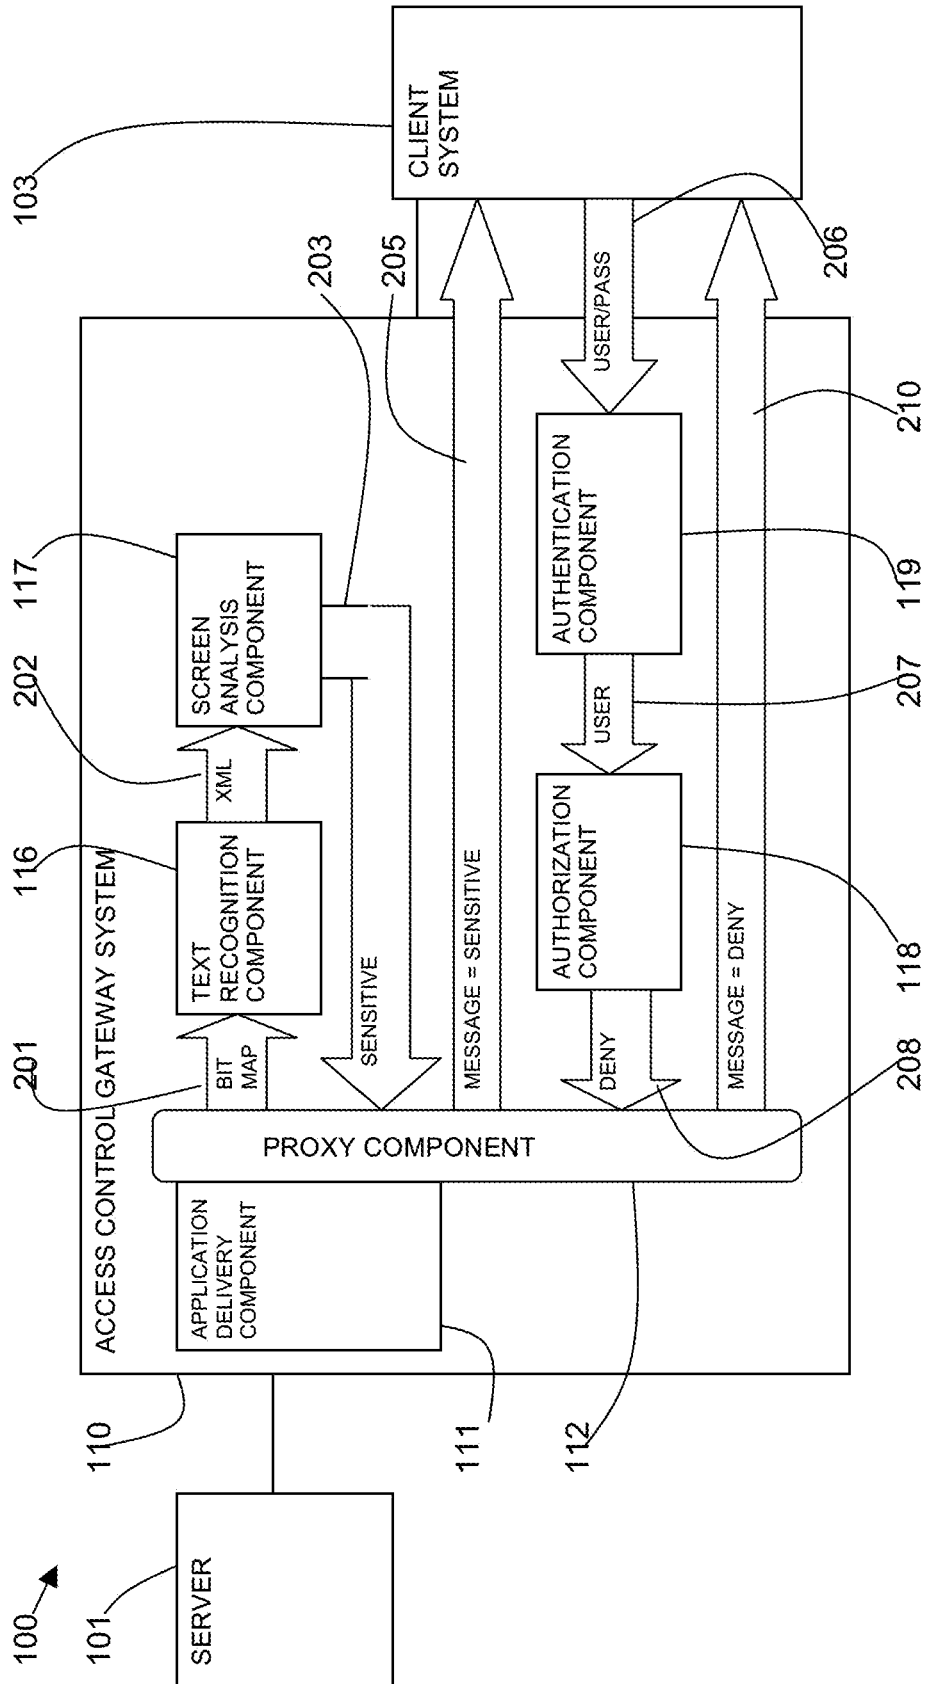 100
101
SERVER
110
ACCESS CONTROL GATEWAY SYSTEM
111
APPLICATION
DELIVERY
COMPONENT
112
PROXY COMPONENT
201
BIT
MAP
116
TEXT
RECOGNITION
COMPONENT
202
XML
117
SCREEN
ANALYSIS
COMPONENT
SENSITIVE
203
MESSAGE = SENSITIVE
205
103
CLIENT
SYSTEM
USER/PASS
206
AUTHENTICATION
COMPONENT
119
USER
207
AUTHORIZATION
COMPONENT
118
DENY
208
MESSAGE = DENY
210